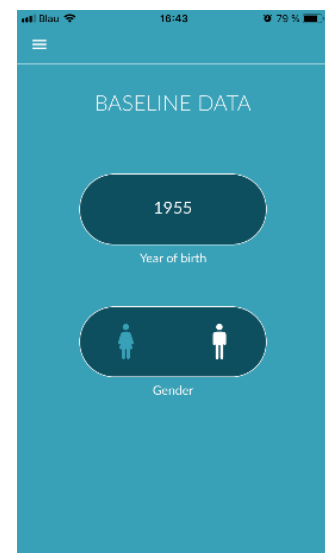 Blau 16:43 79 %
BASELINE DATA
1955
Year of birth
Gender